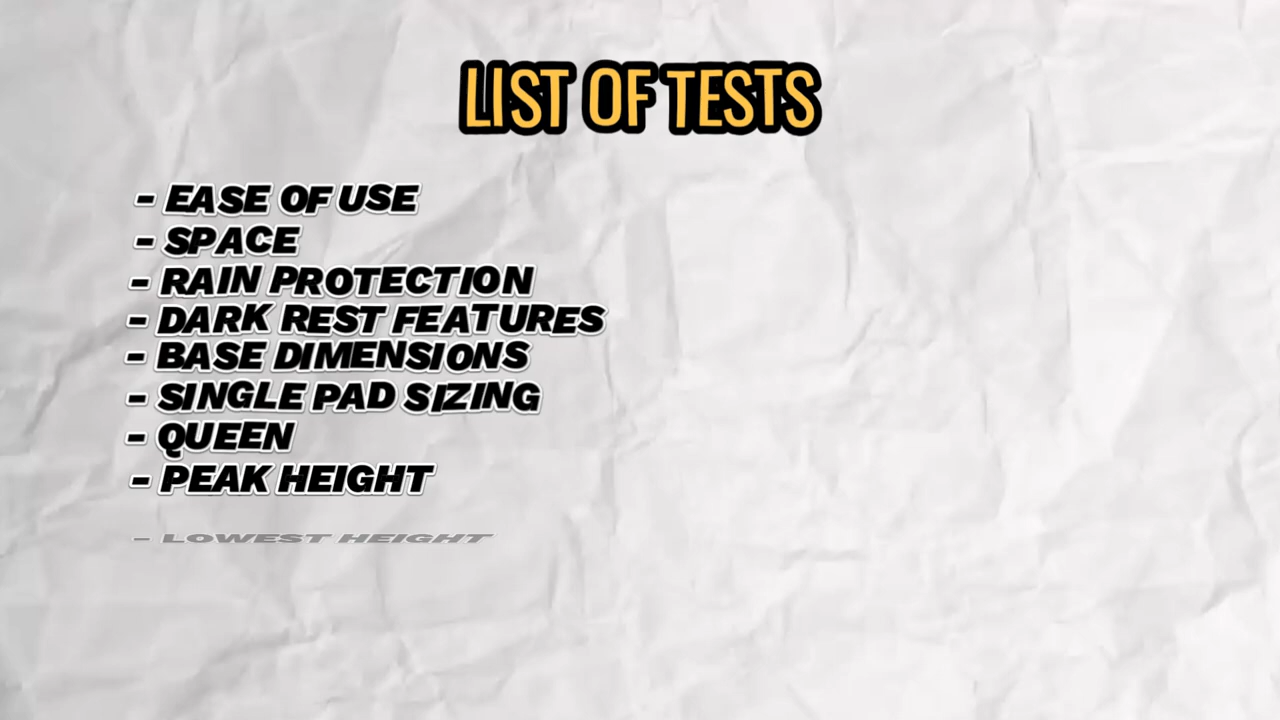 LIST OF TESTS
- EASE OF USE
- SPACE
- RAIN PROTECTION
- DARK REST FEATURES
- BASE DIMENSIONS
- SINGLE PAD SIZING
- QUEEN
- PEAK HEIGHT
- LOWEST HEIGHT